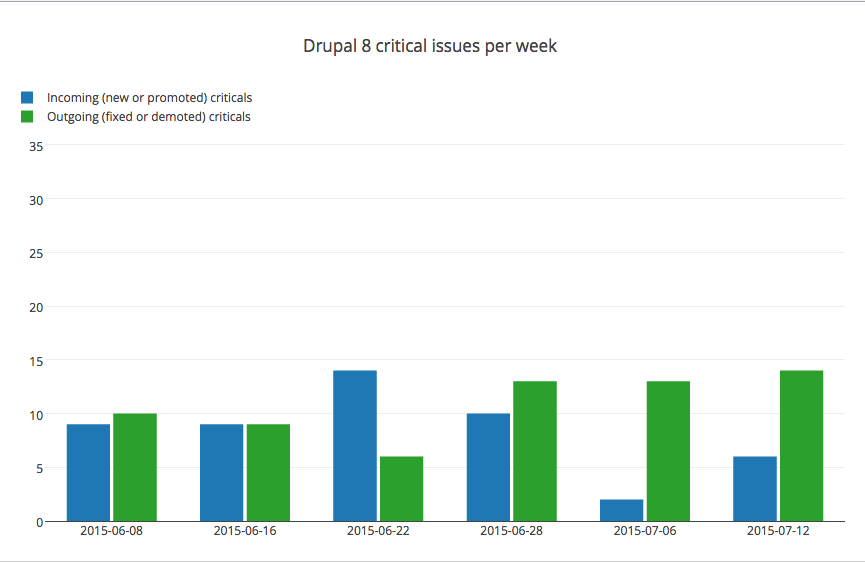 Drupal 8 critical issues per week
Incoming (new or promoted) criticals
Outgoing (fixed or demoted) criticals
35
30
25
20
15
10
5
0
2015-06-08 2015-06-16 2015-06-22 2015-06-28 2015-07-06 2015-07-12